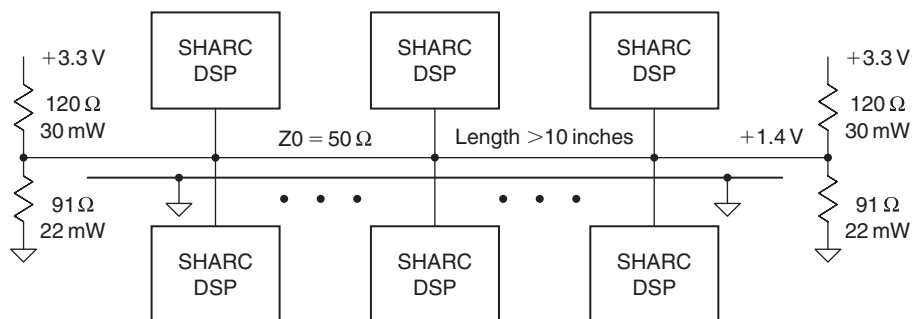 SHARC
DSP
SHARC
DSP
SHARC
DSP
+3.3 V
+3.3 V
120 Ω
30 mW
120 Ω
30 mW
Z0 = 50 Ω
Length >10 inches
+1.4 V
91 Ω
22 mW
91 Ω
22 mW
SHARC
DSP
SHARC
DSP
SHARC
DSP